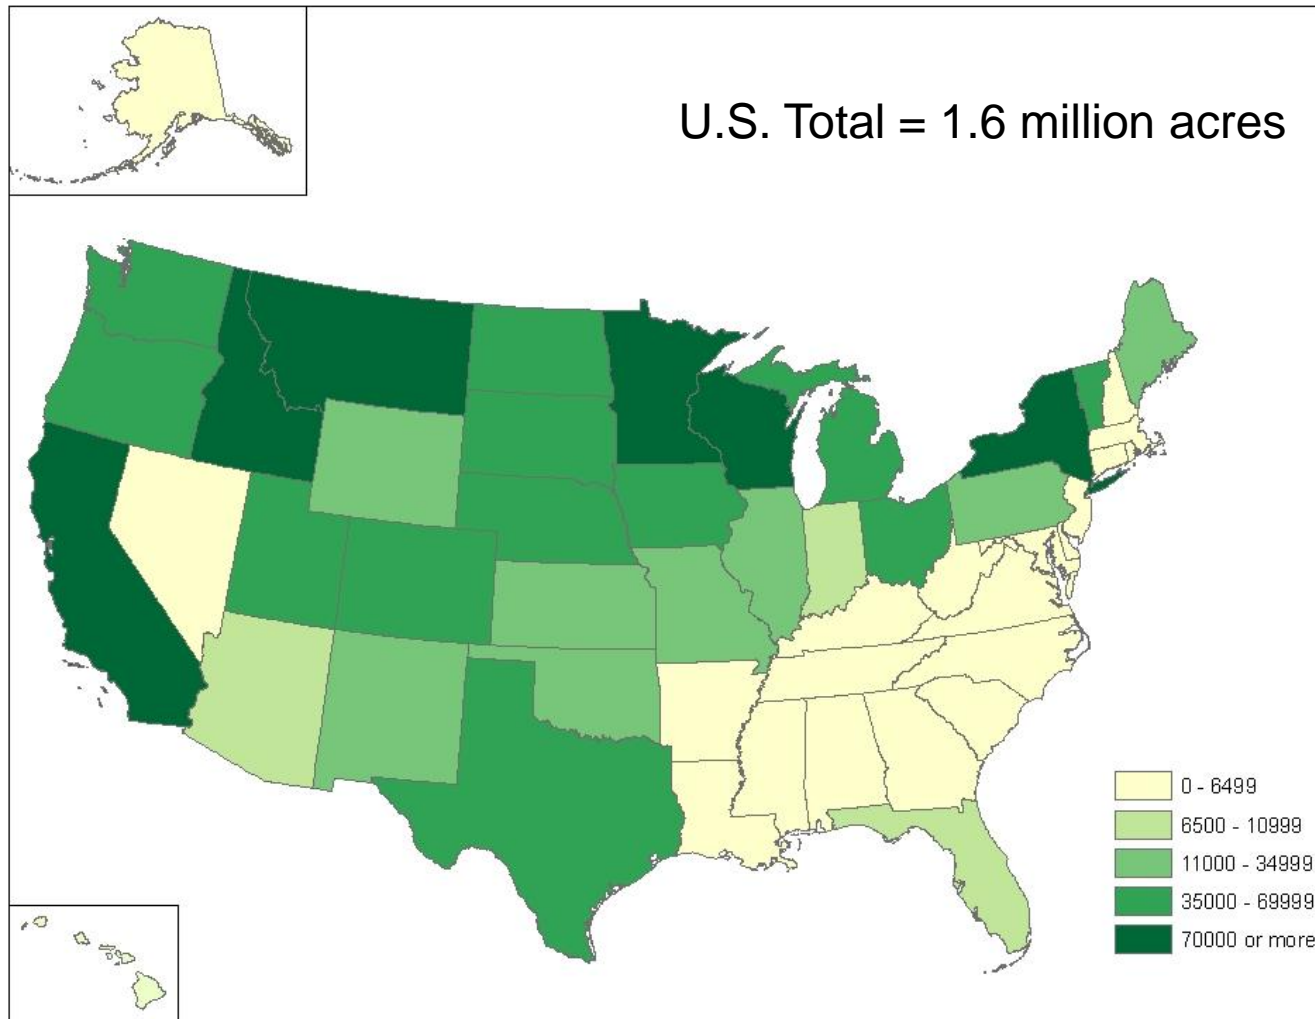 U.S. Total = 1.6 million acres
0 - 6499
6500 - 10999
11000 - 34999
35000 - 69999
70000 or more